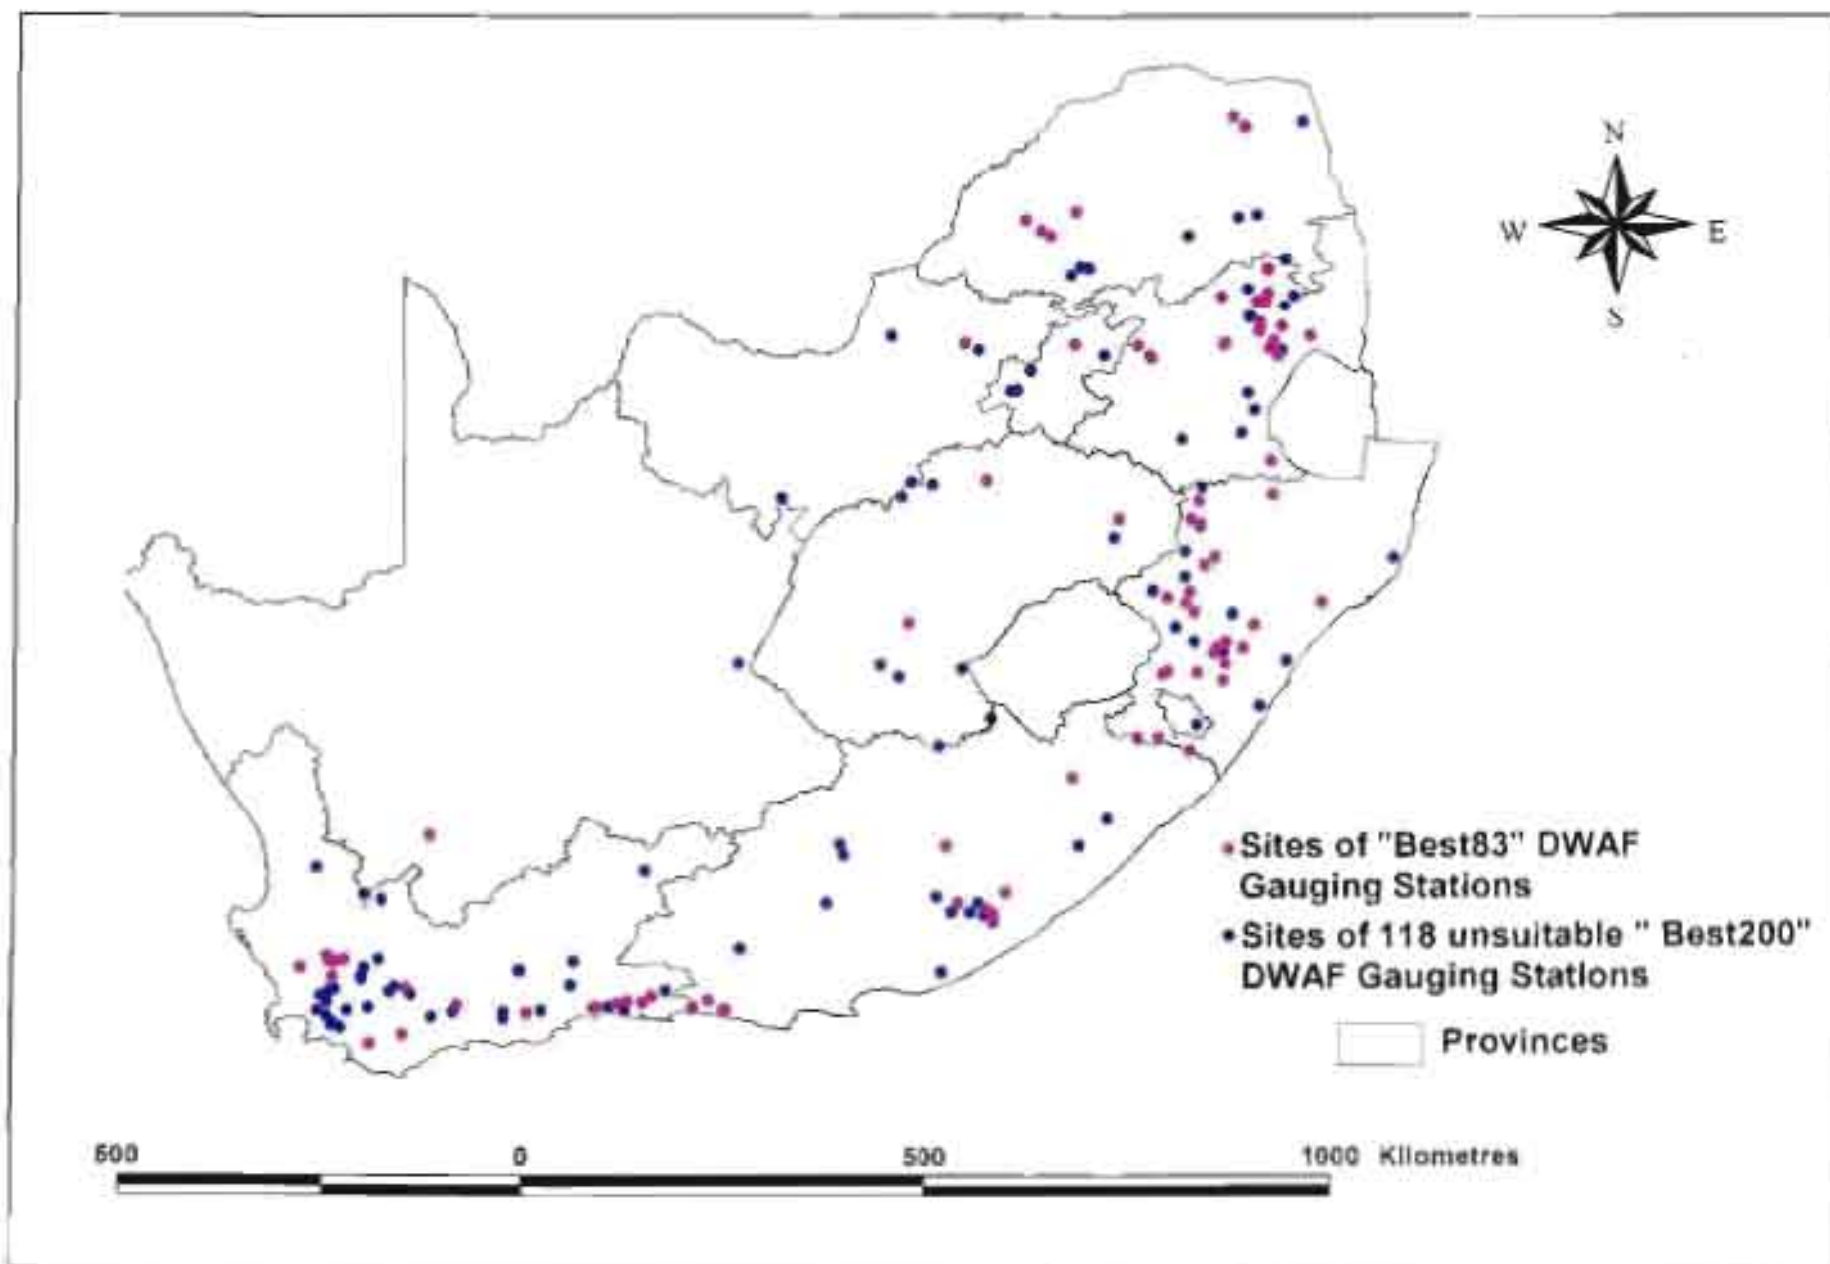 N
W E
S
Sites of "Best83" DWAF
Gauging Stations
Sites of 118 unsuitable " Best200"
DWAF Gauging Stations
Provinces
500 0 500 1000 Kilometres